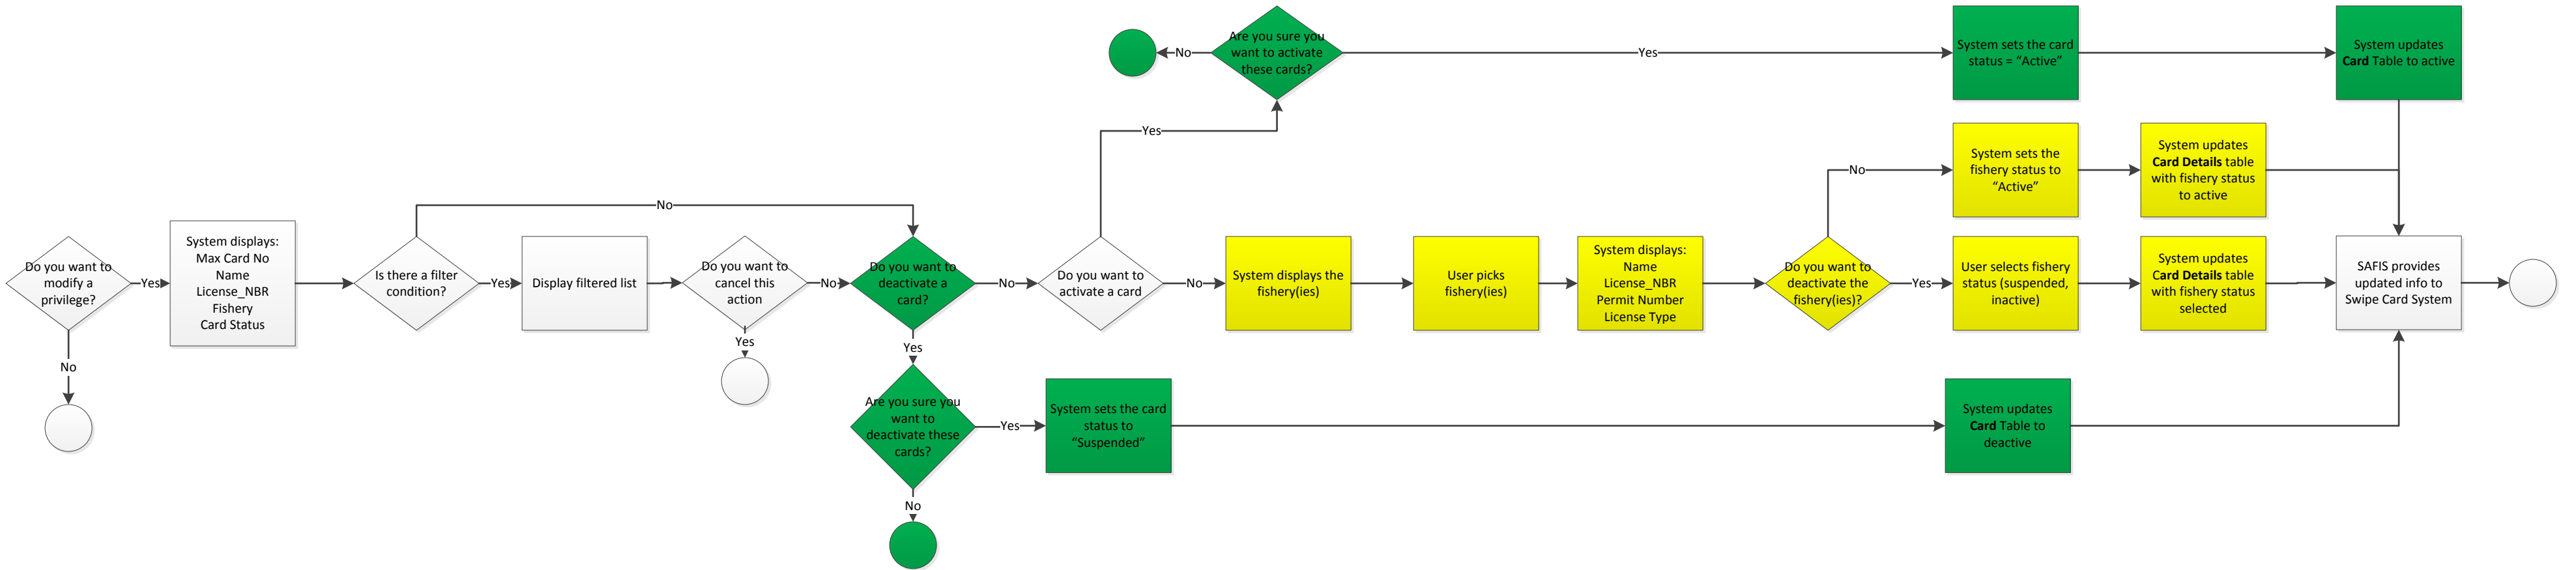 Do you want to
modify a
privilege?
Yes
No
System displays:
Max Card No
Name
License_NBR
Fishery
Card Status
Is there a filter
condition?
No
Yes
Display filtered list
Do you want to
cancel this
action
Yes
No
Do you want to
deactivate a
card?
No
Yes
Are you sure you
want to
deactivate these
cards?
No
Yes
System sets the card
status to
“Suspended”
System updates
Card Table to
deactive
Do you want to
activate a card
Yes
Are you sure you
want to activate
these cards?
No
Yes
System sets the card
status = “Active”
System updates
Card Table to active
No
System displays the
fishery(ies)
User picks
fishery(ies)
System displays:
Name
License_NBR
Permit Number
License Type
Do you want to
deactivate the
fishery(ies)?
No
System sets the
fishery status to
“Active”
System updates
Card Details table
with fishery status
to active
Yes
User selects fishery
status (suspended,
inactive)
System updates
Card Details table
with fishery status
selected
SAFIS provides
updated info to
Swipe Card System